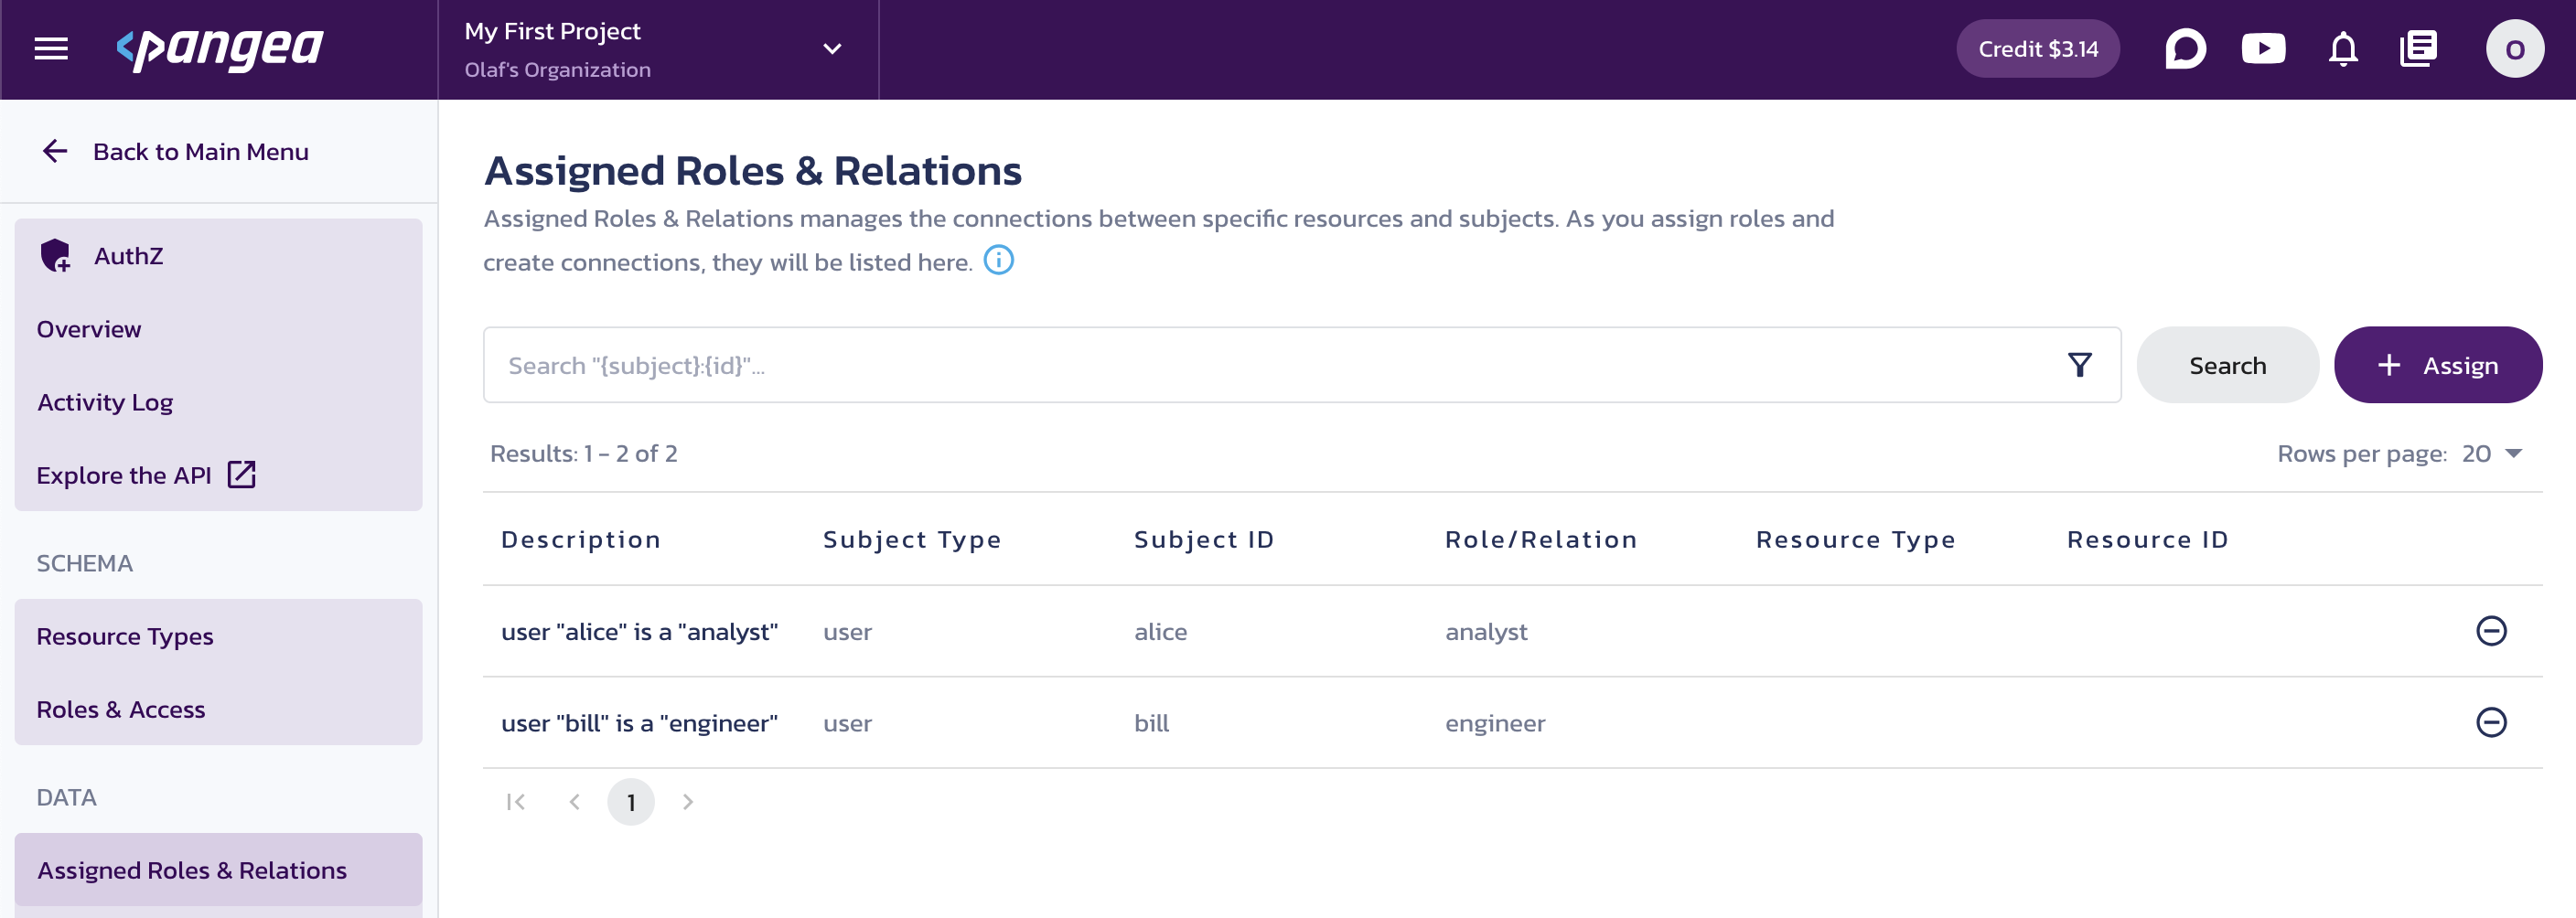 pangea
My First Project
Olaf's Organization
Credit $3.14
O
Back to Main Menu
AuthZ
Overview
Activity Log
Explore the API
SCHEMA
Resource Types
Roles & Access
DATA
Assigned Roles & Relations
Assigned Roles & Relations
Assigned Roles & Relations manages the connections between specific resources and subjects. As you assign roles and
create connections, they will be listed here.
Search "{subject}:{id}"...
Search
Assign
Results: 1 - 2 of 2
Rows per page: 20
Description Subject Type Subject ID Role/Relation Resource Type Resource ID
user "alice" is a "analyst" user alice analyst
user "bill" is a "engineer" user bill engineer
1